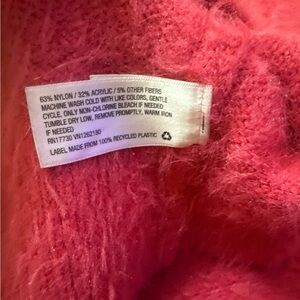 63% NYLON / 32% ACRYLIC / 5% OTHER FIBERS
MACHINE WASH COLD WITH LIKE COLORS, GENTLE
CYCLE, ONLY NON-CHLORINE BLEACH IF NEEDED
TUMBLE DRY LOW, REMOVE PROMPTLY, WARM IRON
IF NEEDED
RN17730 VN1262180
LABEL MADE FROM 100% RECYCLED PLASTIC